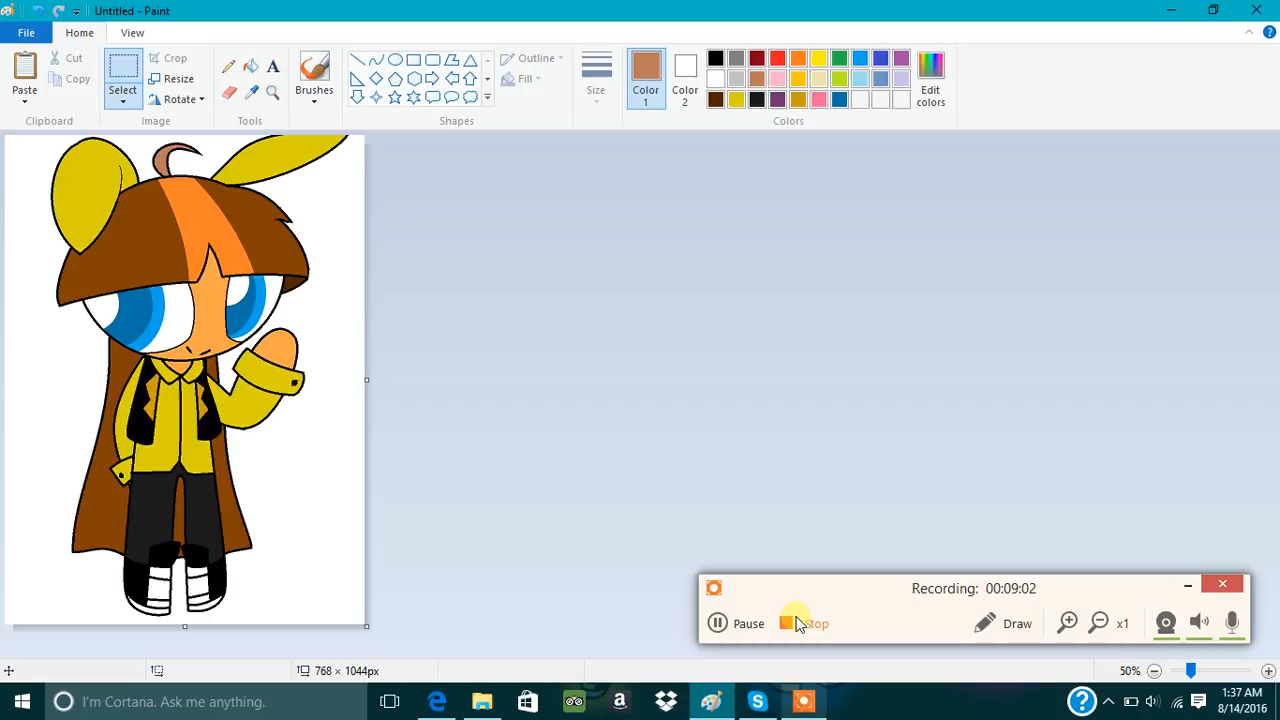 Untitled - Paint
File Home View
Paste
Cut
Copy
Clipboard
Select
Crop
Resize
Rotate
Image
A
Tools
Brushes
Outline
Fill
Shapes
Size
Color 1
Color 2
Edit colors
Colors
Recording: 00:09:02
Pause Stop Draw x1
768 × 1044px 50%
I'm Cortana. Ask me anything.
1:37 AM
8/14/2016